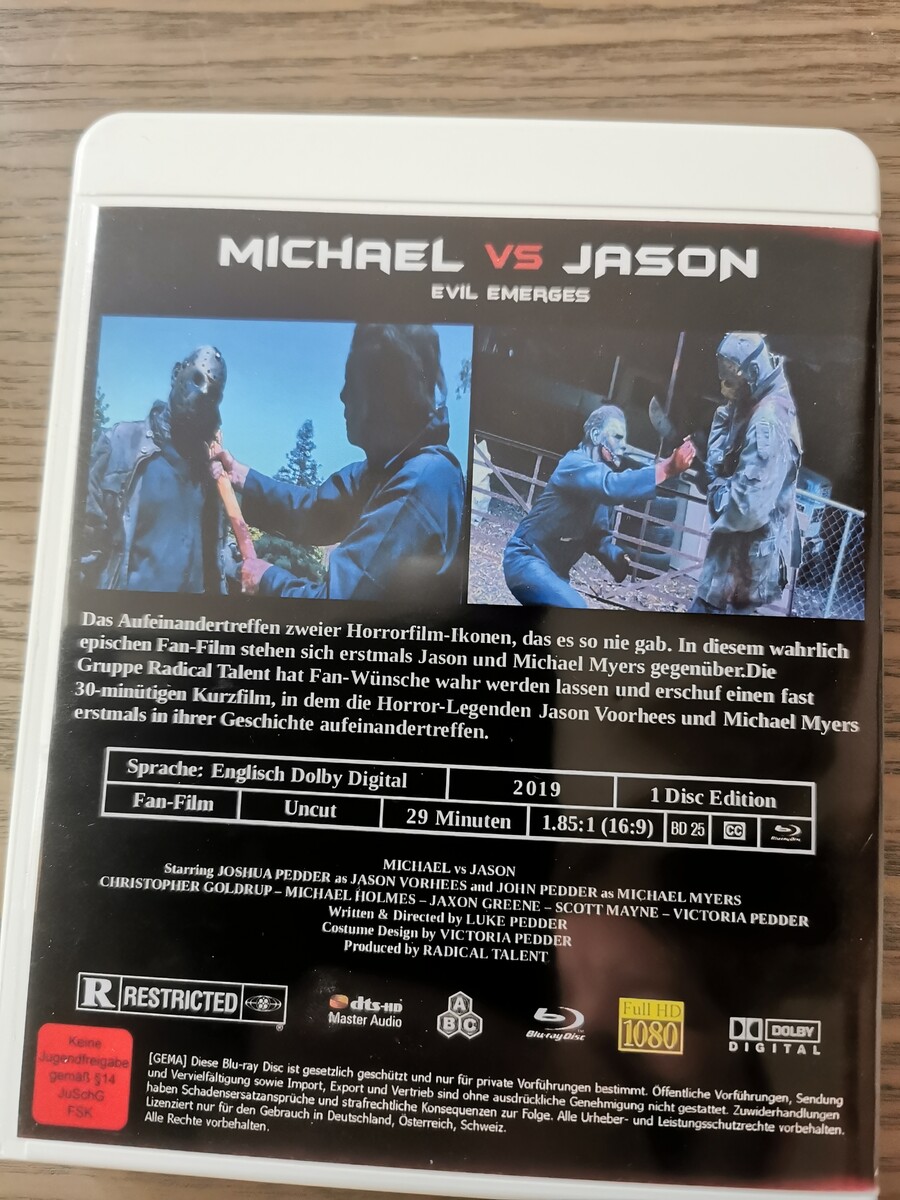 MICHAEL VS JASON
EVIL EMERGES
Das Aufeinandertreffen zweier Horrorfilm-Ikonen, das es so nie gab. In diesem wahrlich
epischen Fan-Film stehen sich erstmals Jason und Michael Myers gegenüber.Die
Gruppe Radical Talent hat Fan-Wünsche wahr werden lassen und erschuf einen fast
30-minütigen Kurzfilm, in dem die Horror-Legenden Jason Voorhees und Michael Myers
erstmals in ihrer Geschichte aufeinandertreffen.
Sprache: Englisch Dolby Digital 2019 1 Disc Edition
Fan-Film Uncut 29 Minuten 1.85:1 (16:9) BD 25 CC Blu-ray Disc
MICHAEL vs JASON
Starring JOSHUA PEDDER as JASON VORHEES and JOHN PEDDER as MICHAEL MYERS
CHRISTOPHER GOLDRUP – MICHAEL HOLMES – JAXON GREENE – SCOTT MAYNE – VICTORIA PEDDER
Written & Directed by LUKE PEDDER
Costume Design by VICTORIA PEDDER
Produced by RADICAL TALENT
R RESTRICTED ®
dts-HD
Master Audio
A
B C
Blu-ray Disc
Full HD
1080
DOLBY
DIGITAL
Keine
Jugendfreigabe
gemäß §14
JuSchG
FSK
[GEMA] Diese Blu-ray Disc ist gesetzlich geschützt und nur für private Vorführungen bestimmt. Öffentliche Vorführungen, Sendung
und Vervielfältigung sowie Import, Export und Vertrieb sind ohne ausdrückliche Genehmigung nicht gestattet. Zuwiderhandlungen
haben Schadensersatzansprüche und strafrechtliche Konsequenzen zur Folge. Alle Urheber- und Leistungsschutzrechte vorbehalten.
Lizenziert nur für den Gebrauch in Deutschland, Österreich, Schweiz.
Alle Rechte vorbehalten.